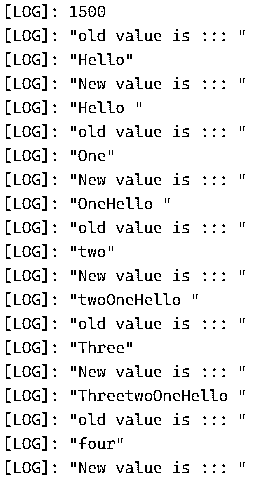 [LOG]: 1500
[LOG]: "old value is ::: "
[LOG]: "Hello"
[LOG]: "New value is ::: "
[LOG]: "Hello "
[LOG]: "old value is ::: "
[LOG]: "One"
[LOG]: "New value is ::: "
[LOG]: "OneHello "
[LOG]: "old value is ::: "
[LOG]: "two"
[LOG]: "New value is ::: "
[LOG]: "twoOneHello "
[LOG]: "old value is ::: "
[LOG]: "Three"
[LOG]: "New value is ::: "
[LOG]: "ThreetwoOneHello "
[LOG]: "old value is ::: "
[LOG]: "four"
[LOG]: "New value is ::: "